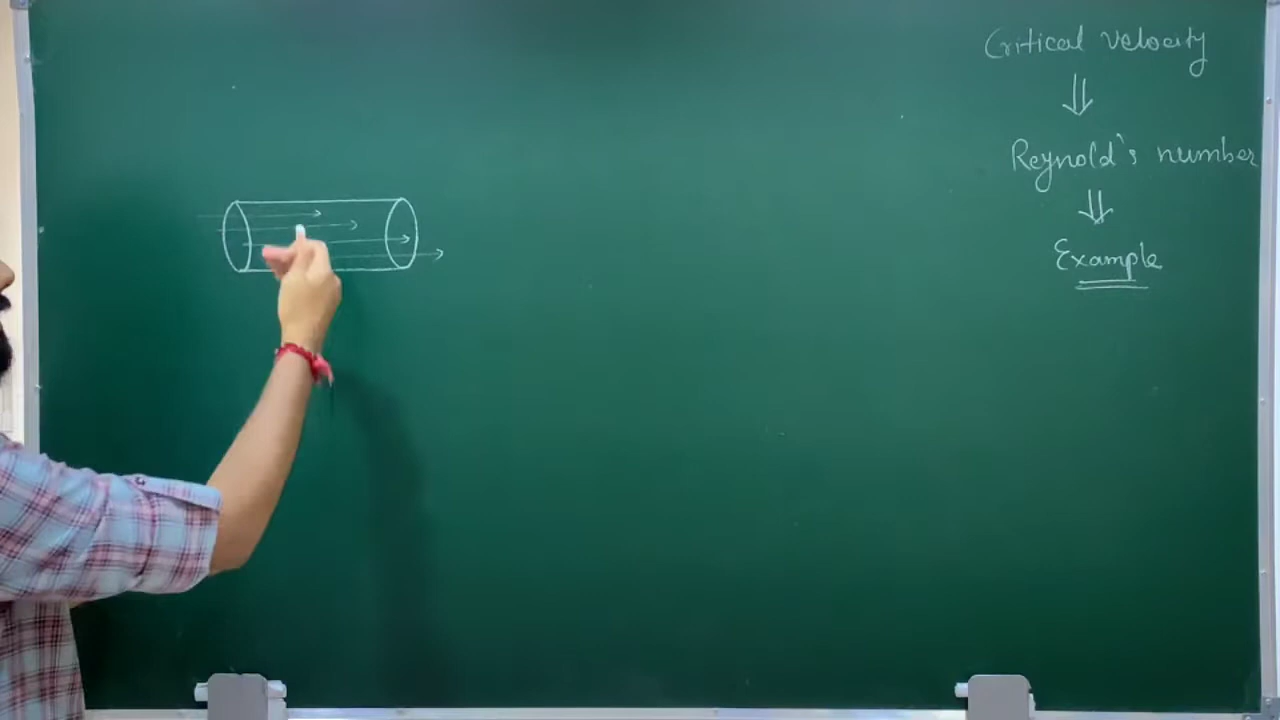 Critical Velocity
⇓
Reynold's number
⇓
Example